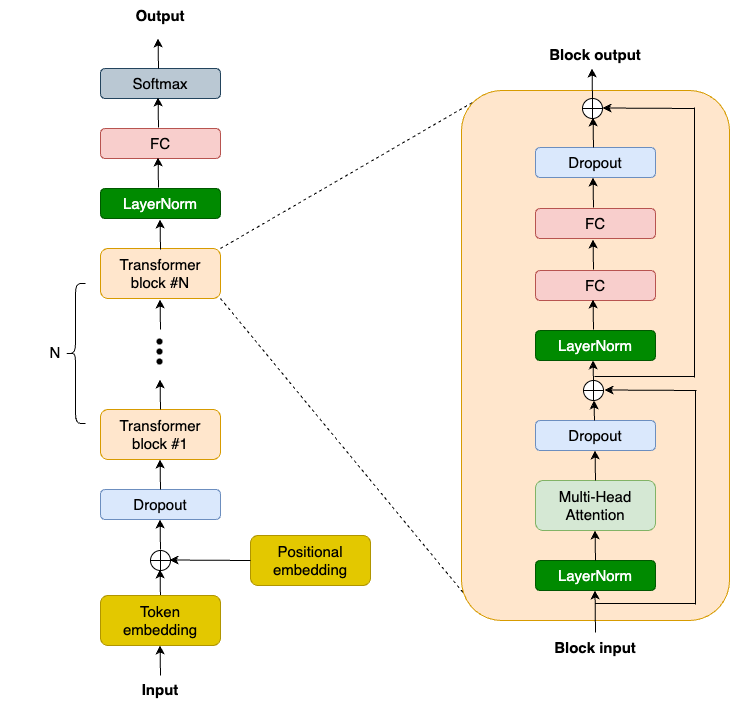 Output
Softmax
FC
LayerNorm
Transformer
block #N
N
Transformer
block #1
Dropout
Positional
embedding
Token
embedding
Input
Block output
Dropout
FC
FC
LayerNorm
Dropout
Multi-Head
Attention
LayerNorm
Block input